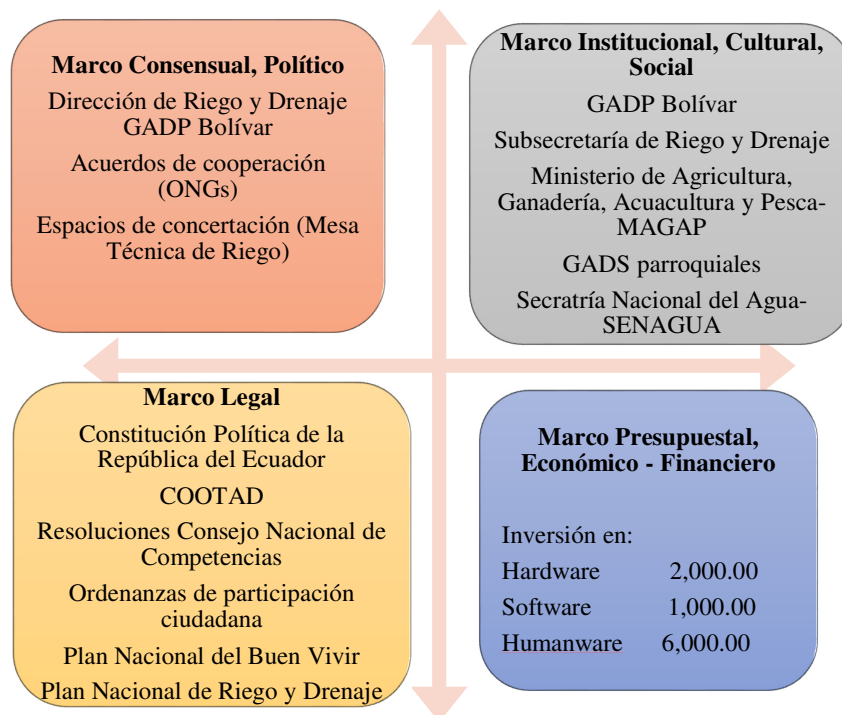 Marco Consensual, Político
Dirección de Riego y Drenaje
GADP Bolívar
Acuerdos de cooperación
(ONGs)
Espacios de concertación (Mesa
Técnica de Riego)
Marco Institucional, Cultural,
Social
GADP Bolívar
Subsecretaría de Riego y Drenaje
Ministerio de Agricultura,
Ganadería, Acuacultura y Pesca-
MAGAP
GADS parroquiales
Secratría Nacional del Agua-
SENAGUA
Marco Legal
Constitución Política de la
República del Ecuador
COOTAD
Resoluciones Consejo Nacional de
Competencias
Ordenanzas de participación
ciudadana
Plan Nacional del Buen Vivir
Plan Nacional de Riego y Drenaje
Marco Presupuestal,
Económico - Financiero
Inversión en:
Hardware 2,000.00
Software 1,000.00
Humanware 6,000.00